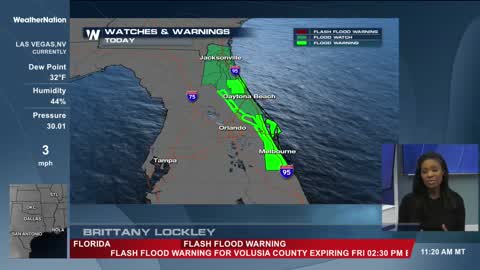 WeatherNation
LAS VEGAS,NV
CURRENTLY
Dew Point
32°F
Humidity
44%
Pressure
30.01
3
mph
STL
OKC
DALLAS
NOLA
SAN ANTONIO
WATCHES & WARNINGS
TODAY
FLASH FLOOD WARNING
FLOOD WATCH
FLOOD WARNING
Jacksonville
95
75
Daytona Beach
Orlando
Melbourne
Tampa
95
BRITTANY LOCKLEY
FLORIDA
FLASH FLOOD WARNING
FLASH FLOOD WARNING FOR VOLUSIA COUNTY EXPIRING FRI 02:30 PM E
11:20 AM MT